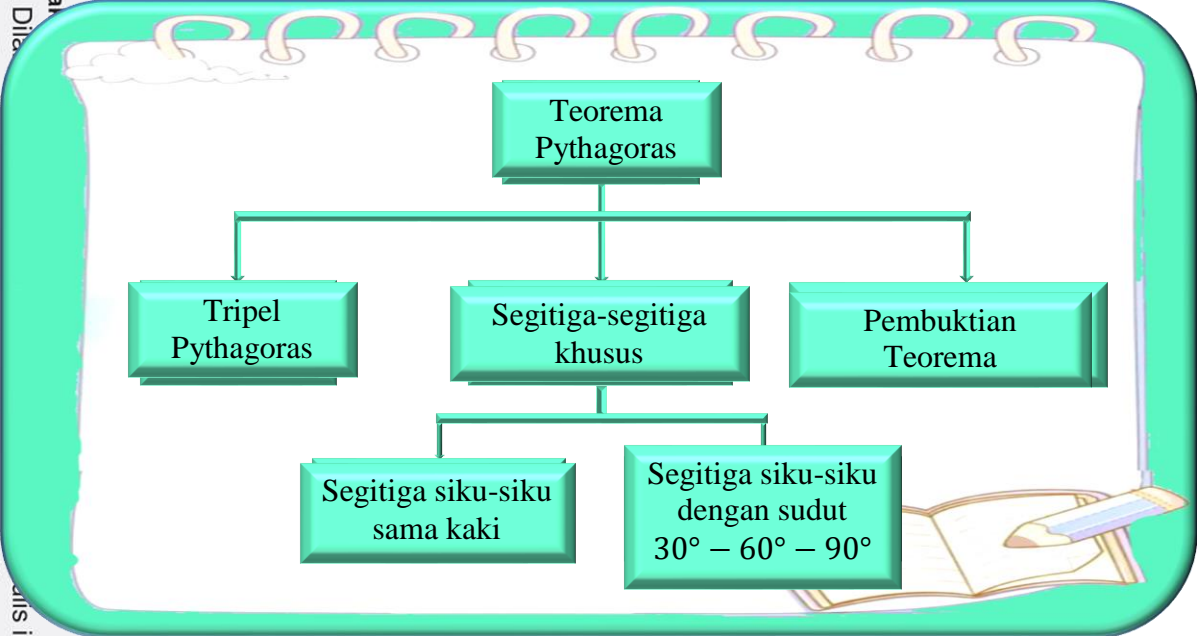 Teorema
Pythagoras
Tripel
Pythagoras
Segitiga-segitiga
khusus
Pembuktian
Teorema
Segitiga siku-siku
sama kaki
Segitiga siku-siku
dengan sudut
30° – 60° – 90°